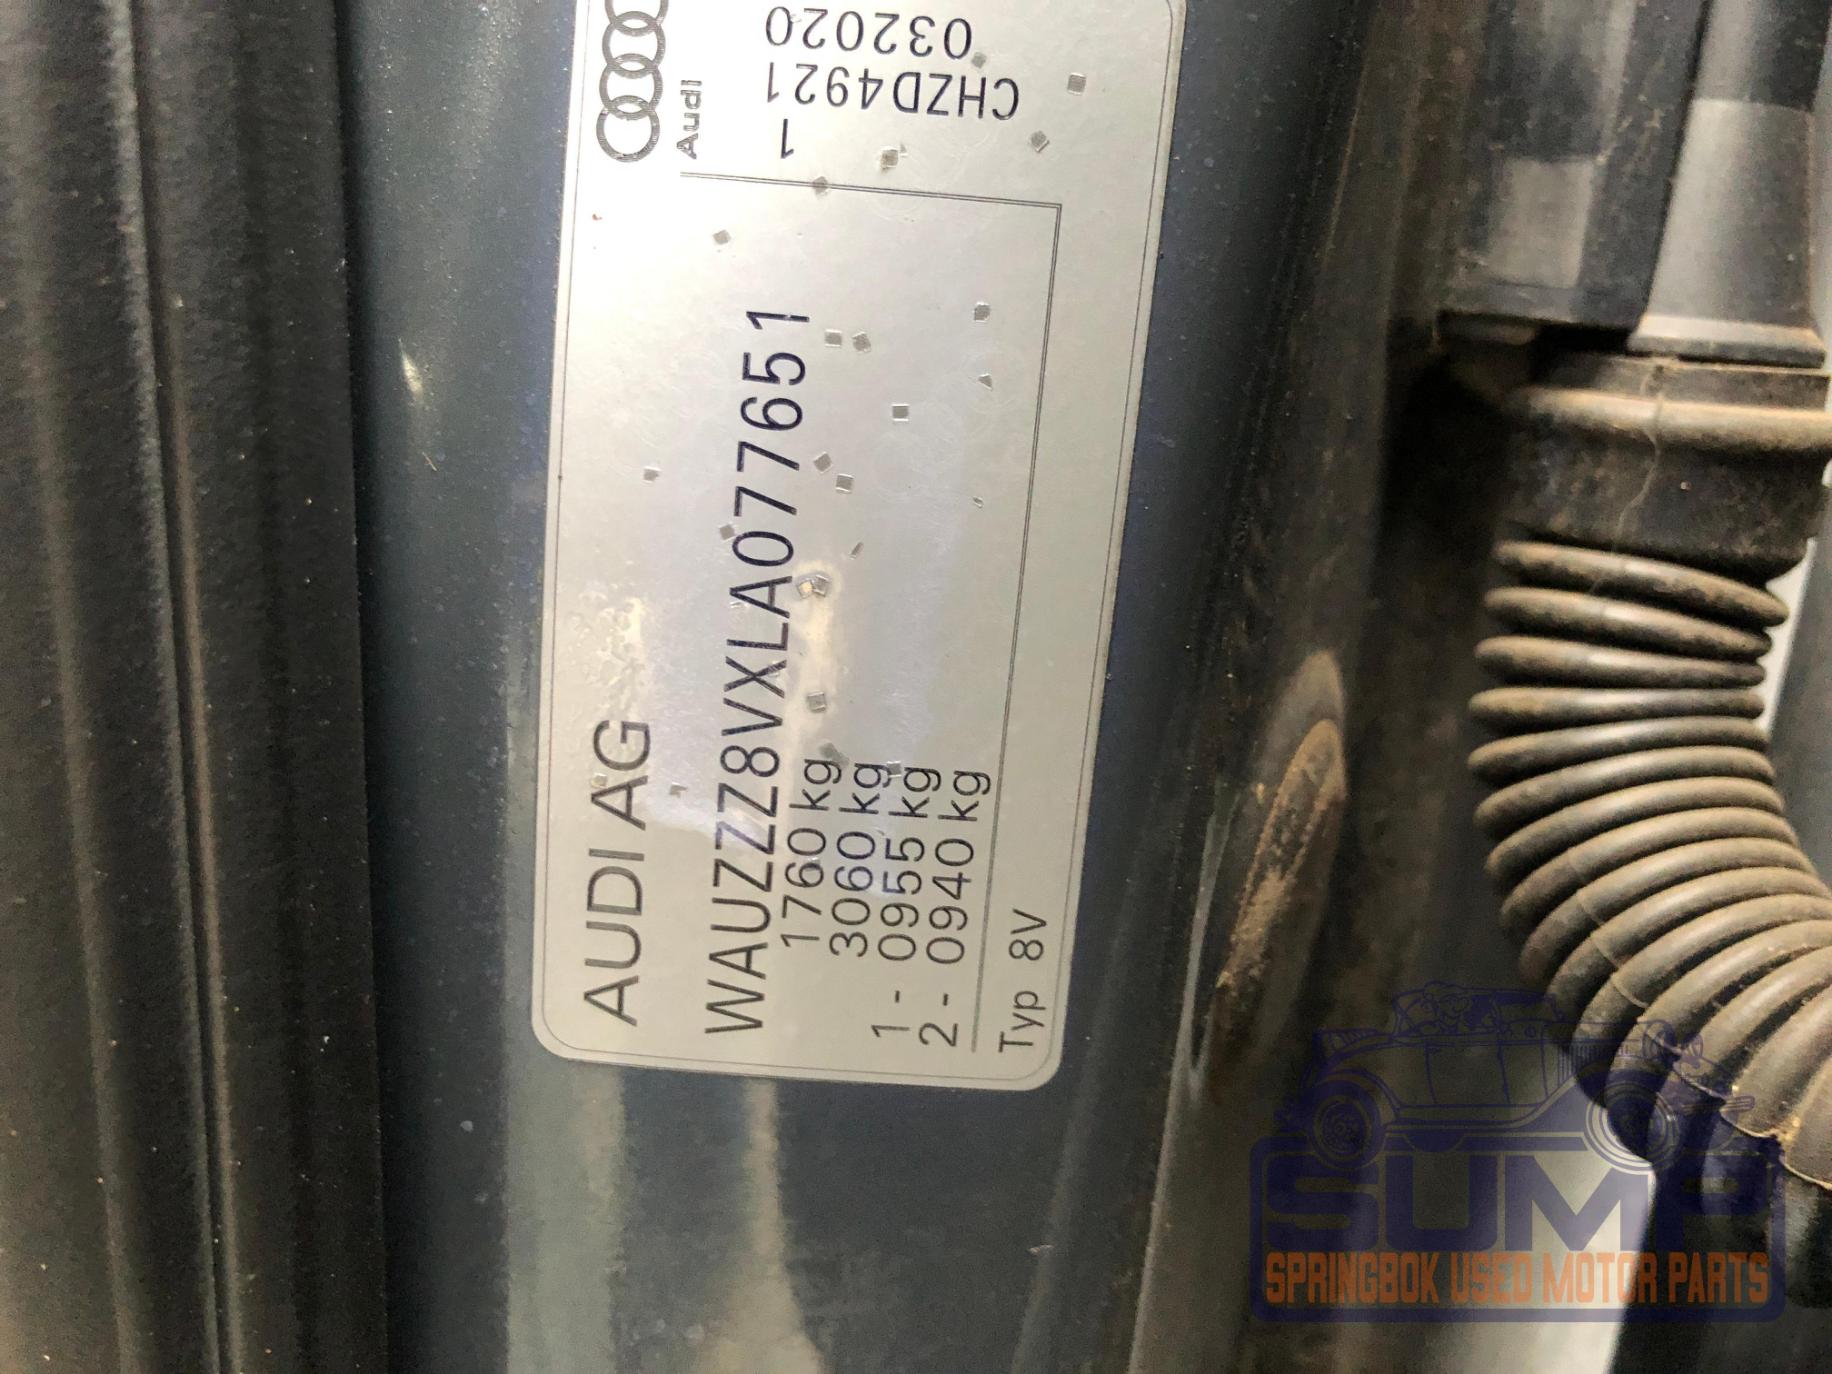 AUDI AG
WAUZZZ8VXLA077651
1760 kg
3060 kg
1 - 0955 kg
2 - 0940 kg
Typ 8V
Audi
1
CHZD4921
032020
SUMP
SPRINGBOK USED MOTOR PARTS